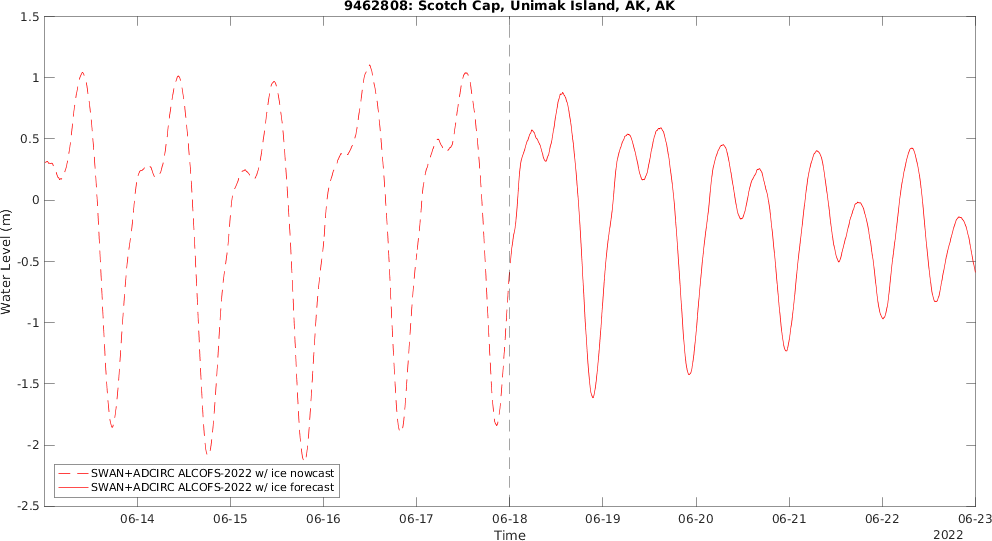 9462808: Scotch Cap, Unimak Island, AK, AK
Water Level (m)
1.5
1
0.5
0
-0.5
-1
-1.5
-2
-2.5
SWAN+ADCIRC ALCOFS-2022 w/ ice nowcast
SWAN+ADCIRC ALCOFS-2022 w/ ice forecast
06-14 06-15 06-16 06-17 06-18 06-19 06-20 06-21 06-22 06-23
Time
2022